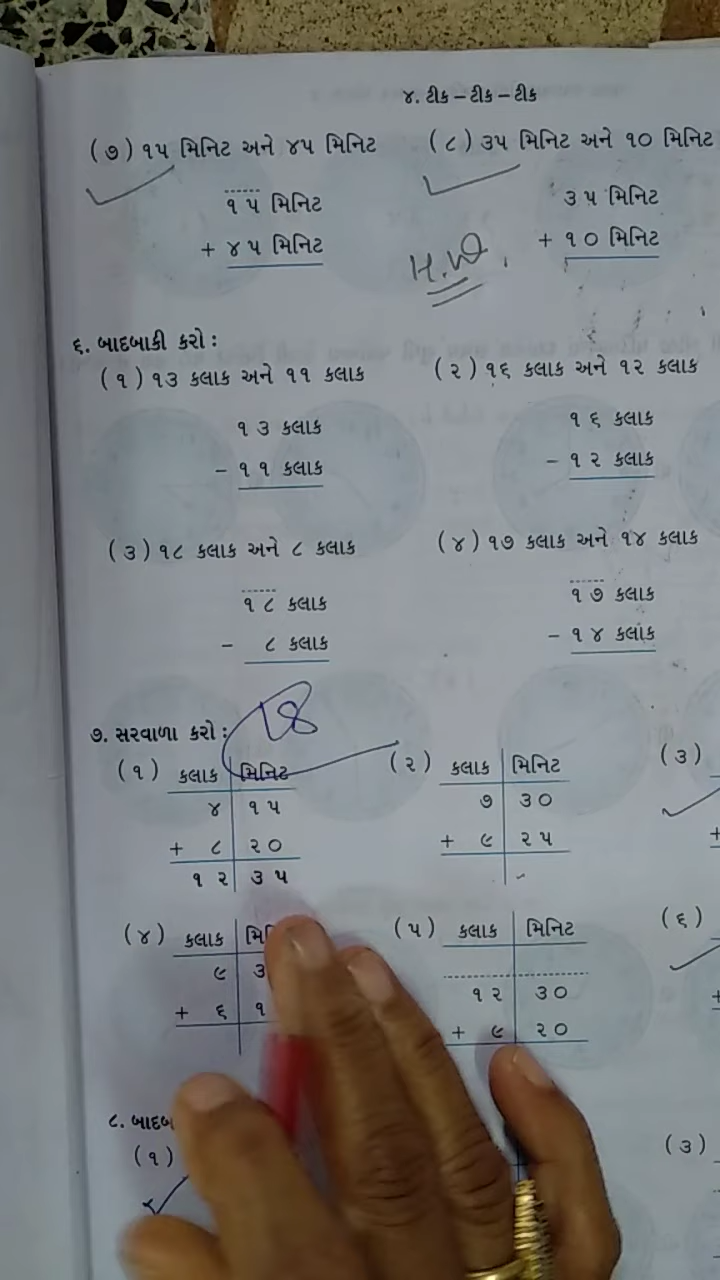 ૪. ટીક – ટીક – ટીક
(૭) ૧૫ મિનિટ અને ૪૫ મિનિટ
૧૫ મિનિટ
+ ૪૫ મિનિટ
(૮) ૩૫ મિનિટ અને ૧૦ મિનિટ
૩૫ મિનિટ
+ ૧૦ મિનિટ
H.W.
૬. બાદબાકી કરો :
(૧) ૧૩ કલાક અને ૧૧ કલાક
૧૩ કલાક
– ૧૧ કલાક
(૨) ૧૬ કલાક અને ૧૨ કલાક
૧૬ કલાક
– ૧૨ કલાક
(૩) ૧૮ કલાક અને ૮ કલાક
૧૮ કલાક
– ૮ કલાક
(૪) ૧૭ કલાક અને ૧૪ કલાક
૧૭ કલાક
– ૧૪ કલાક
૭. સરવાળા કરો : 18
(૧) કલાક મિનિટ
૪ ૧૫
+ ૮ ૨૦
૧૨ ૩૫
(૨) કલાક મિનિટ
૭ ૩૦
+ ૯ ૨૫
(૩)
+
(૪) કલાક
૯ ૩
+ ૬ ૧
(૫) કલાક મિનિટ
૧૨ ૩૦
+ ૯ ૨૦
(૬)
+
૮.
(૧)
(૩)